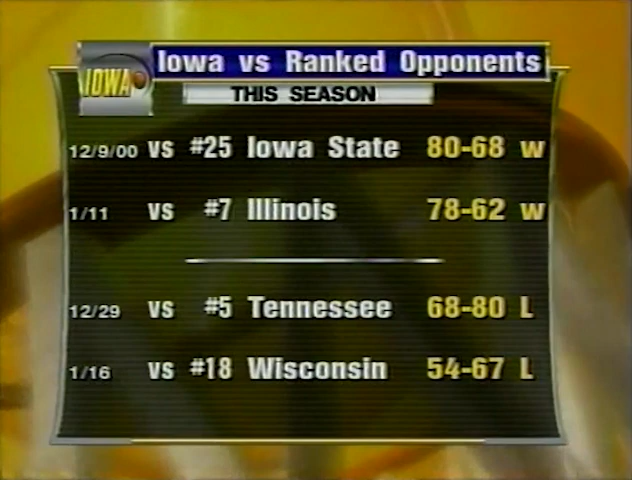 IOWA
Iowa vs Ranked Opponents
THIS SEASON
12/9/00 vs #25 Iowa State 80-68 W
1/11 vs #7 Illinois 78-62 W
12/29 vs #5 Tennessee 68-80 L
1/16 vs #18 Wisconsin 54-67 L